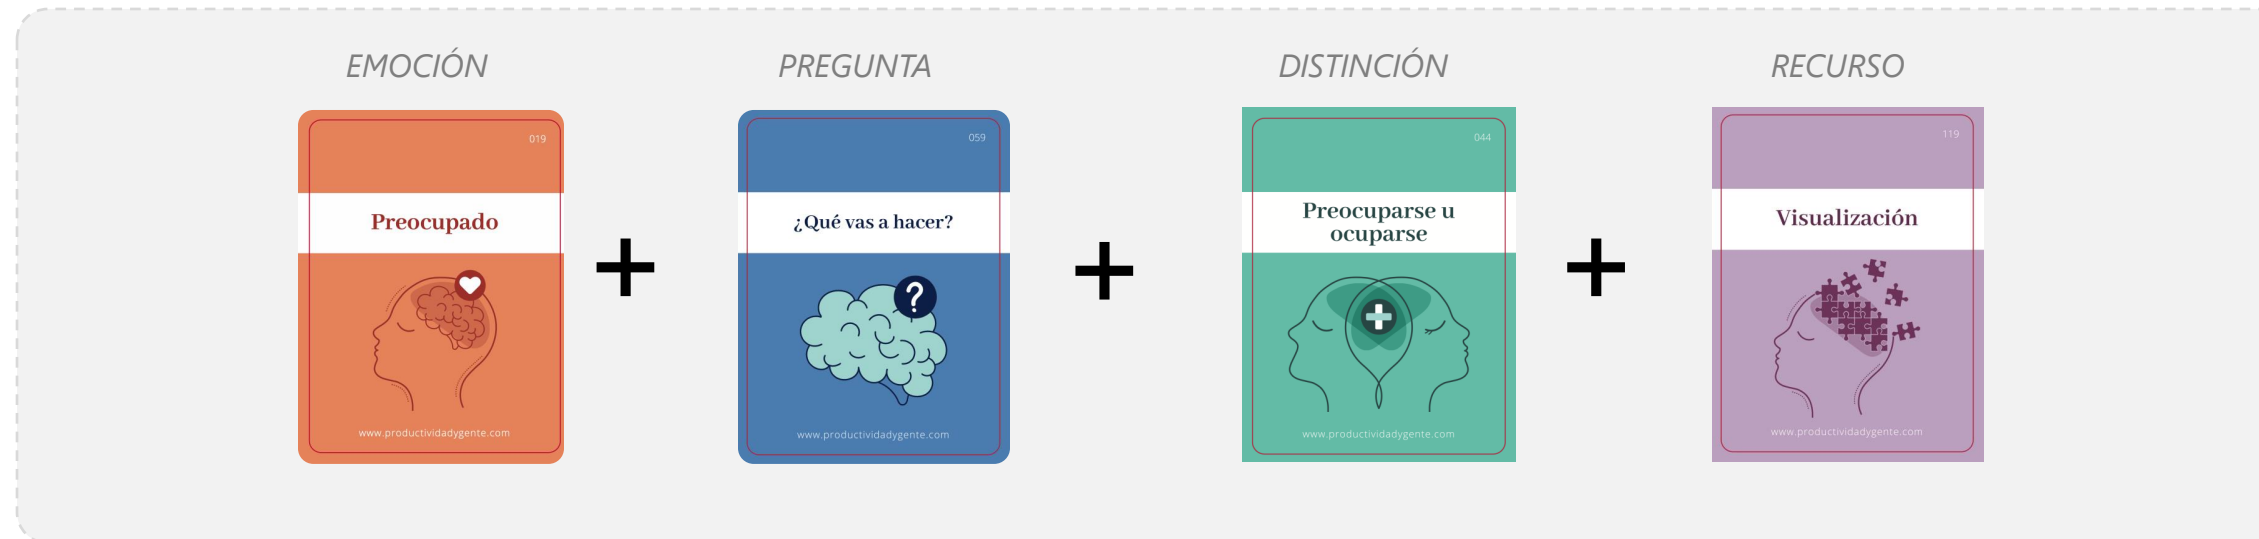 EMOCIÓN
PREGUNTA
DISTINCIÓN
RECURSO
019
Preocupado
www.productividadygente.com
059
¿Qué vas a hacer?
?
www.productividadygente.com
044
Preocuparse u
ocuparse
www.productividadygente.com
119
Visualización
www.productividadygente.com